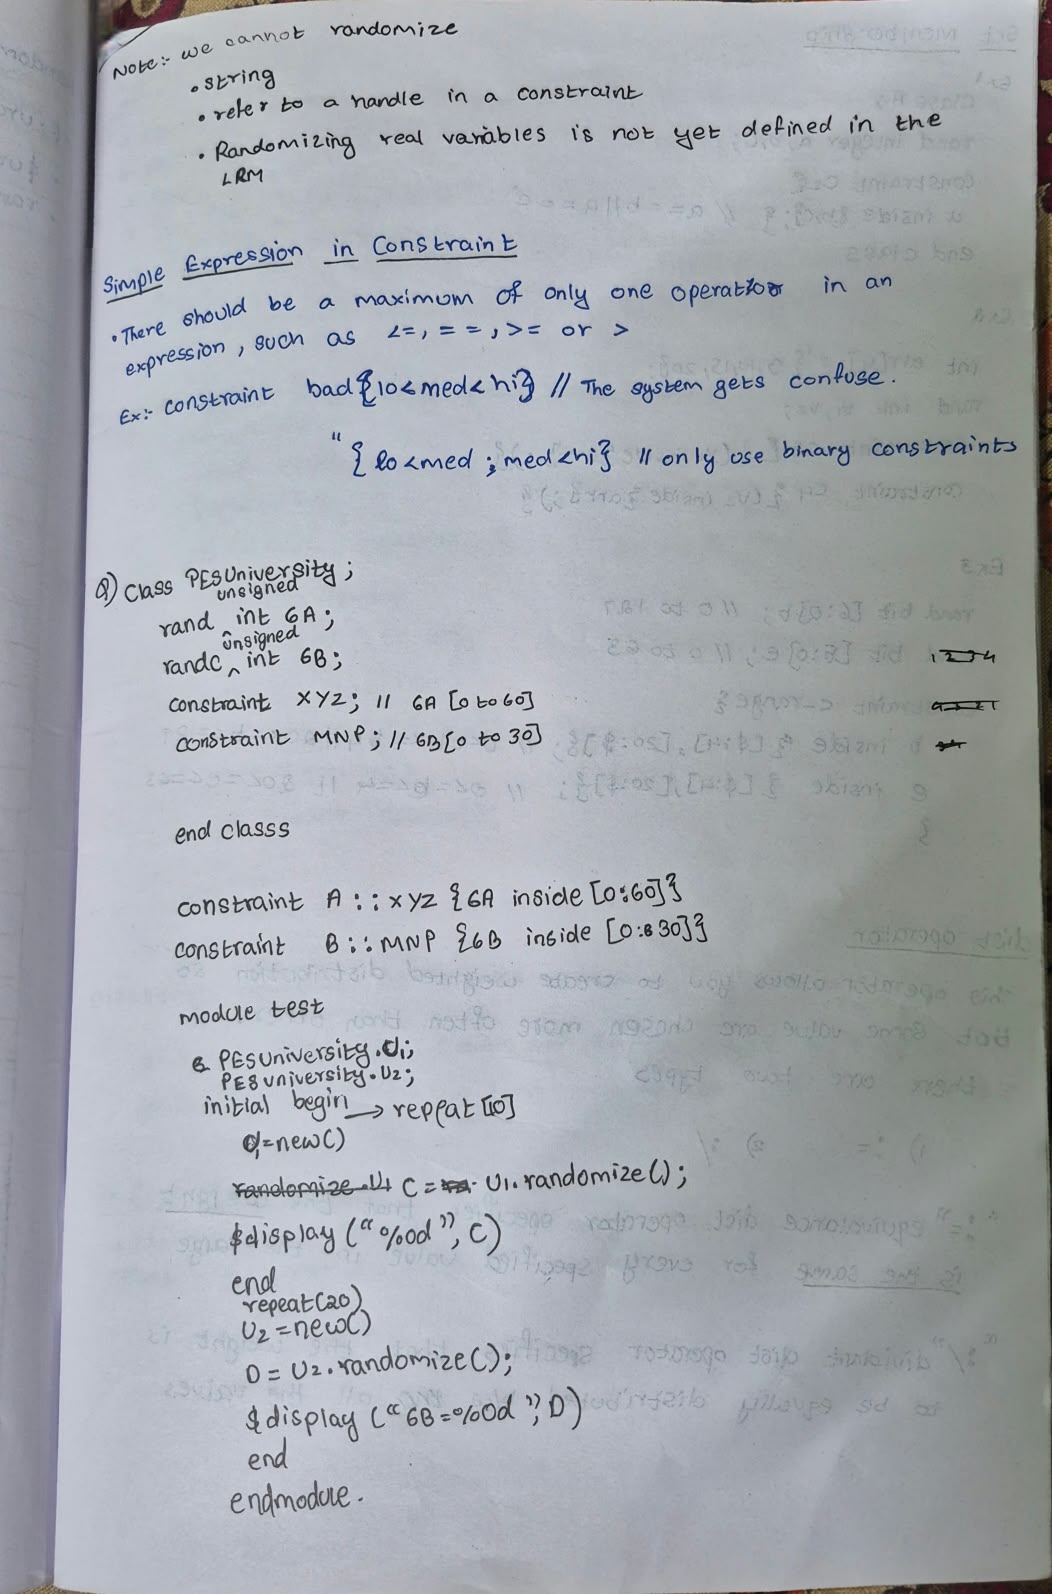 Note:- we cannot randomize
• string
• refer to a handle in a constraint
• Randomizing real variables is not yet defined in the
LRM
Simple Expression in Constraint
• There should be a maximum of only one operator in an
expression, such as <=, ==, >= or >
Ex:- constraint bad{lo<med<hi} // The system gets confuse.
" { lo<med ; med<hi} // only use binary constraints
Q) Class PESUniversity;
rand unsigned int 6A;
randc unsigned int 6B;
constraint XYZ; // 6A [0 to 60]
constraint MNP; // 6B[0 to 30]
end classs
constraint A::XYZ {6A inside [0:60]}
constraint B::MNP {6B inside [0:30]}
module test
PESUniversity.U1;
PESUniversity.U2;
initial begin → repeat[10]
=new()
randomize.U1 C = U1.randomize();
$display ("%0d", C)
end
repeat(20)
U2=new()
D = U2.randomize();
$display ("6B=%0d", D)
end
endmodule.